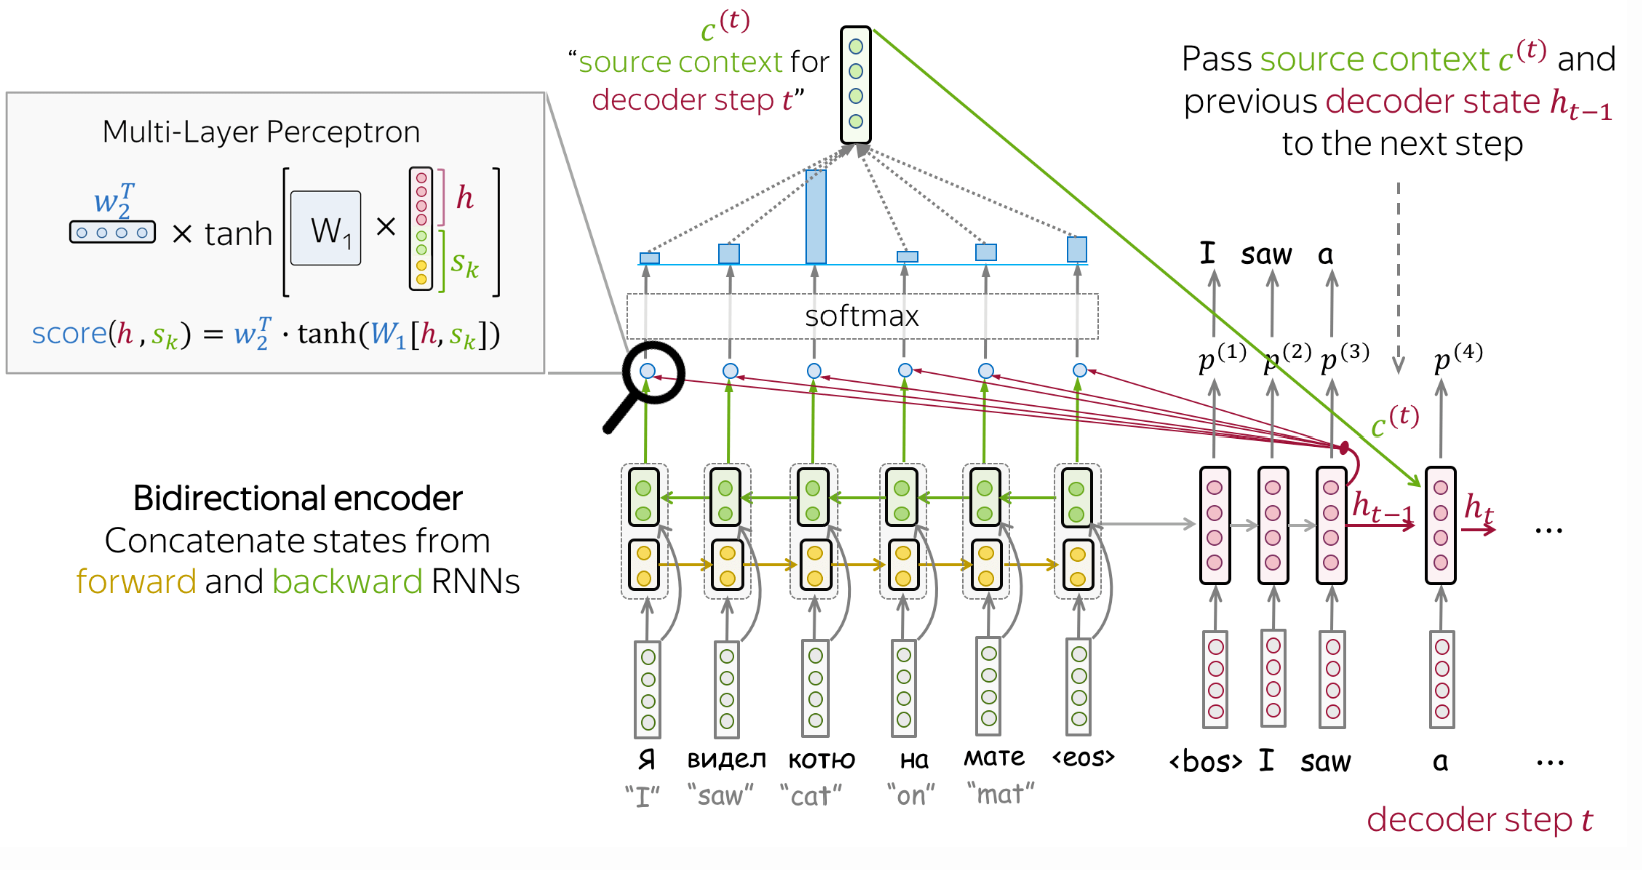 c^(t)
“source context for
decoder step t”
Pass source context c^(t) and
previous decoder state h_{t−1}
to the next step
Multi-Layer Perceptron
w_2^T
× tanh
W_1
×
h
s_k
score(h, s_k) = w_2^T · tanh(W_1[h, s_k])
softmax
I saw a
p^(1) p^(2) p^(3) p^(4)
c^(t)
h_{t−1}
h_t
...
Bidirectional encoder
Concatenate states from
forward and backward RNNs
Я видел котю на мате <eos>
“I” “saw” “cat” “on” “mat”
<bos> I saw a ...
decoder step t